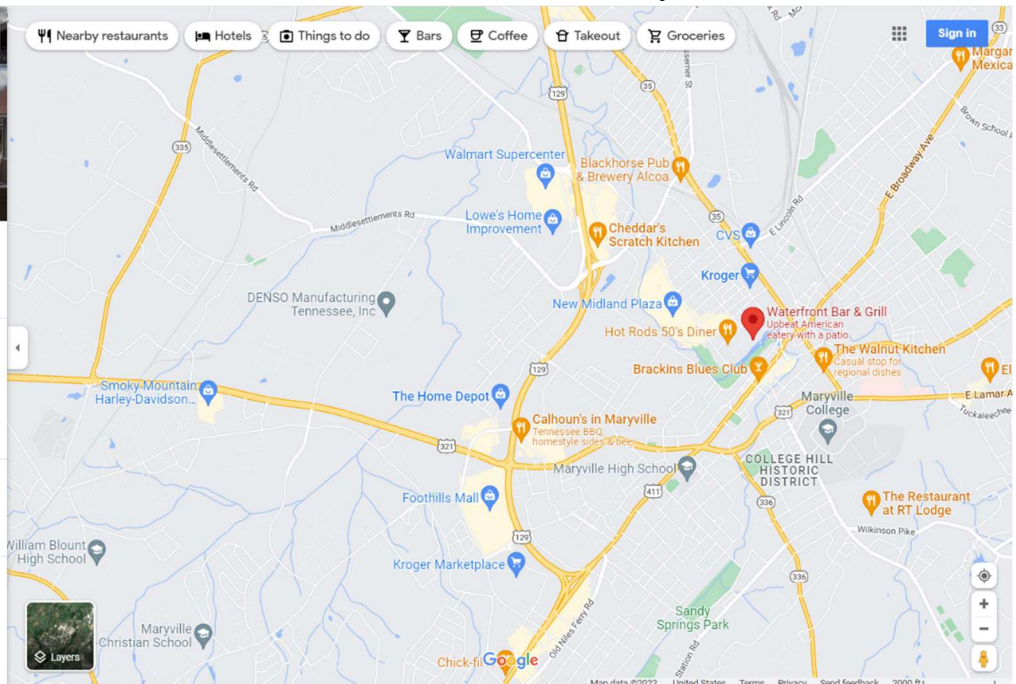 Nearby restaurants
Hotels
Things to do
Bars
Coffee
Takeout
Groceries
Sign in
33
35
Mexica
129
35
Brown School
Middlesettlements Rd
335
Walmart Supercenter
Blackhorse Pub
& Brewery Alcoa
E Broadway Ave
Middlesettlements Rd
Lowe's Home
Improvement
35
E Lincoln Rd
Cheddar's
Scratch Kitchen
CVS
Kroger
DENSO Manufacturing
Tennessee, Inc
New Midland Plaza
Waterfront Bar & Grill
Upbeat American
eatery with a patio
Hot Rods 50's Diner
The Walnut Kitchen
Casual stop for
regional dishes
129
Brackins Blues Club
El
Smoky Mountain
Harley-Davidson...
The Home Depot
Maryville
College
E Lamar A
321
Tuckaleechee
Calhoun's in Maryville
Tennessee BBQ,
homestyle sides & beer
321
Maryville High School
COLLEGE HILL
HISTORIC
DISTRICT
411
Foothills Mall
336
The Restaurant
at RT Lodge
Wilkinson Pike
129
William Blount
High School
Kroger Marketplace
336
Old Niles Ferry Rd
Sandy
Springs Park
Maryville
Christian School
Layers
Station Rd
Chick-fil
Google
Map data ©2022
United States
Terms
Privacy
Send feedback
2000 ft